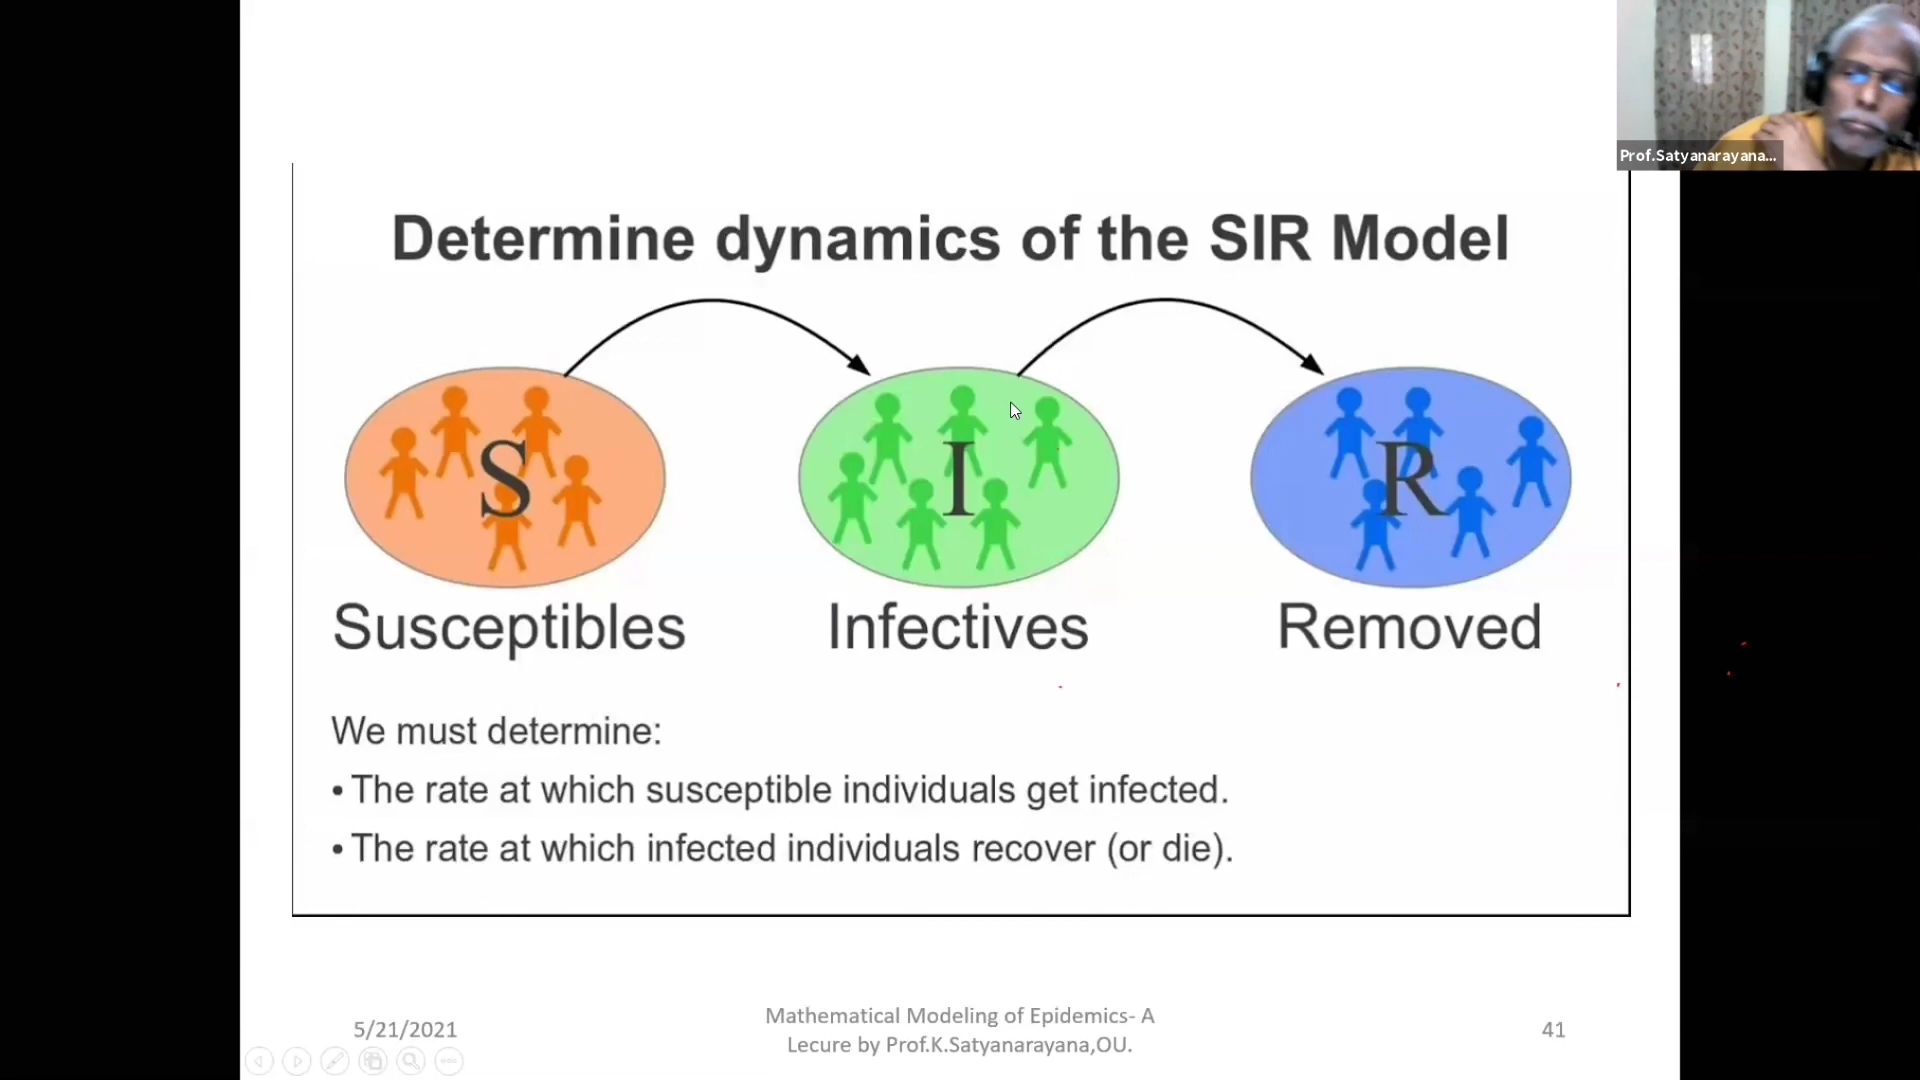 Prof.Satyanarayana...
Determine dynamics of the SIR Model
S
I
R
Susceptibles
Infectives
Removed
We must determine:
• The rate at which susceptible individuals get infected.
• The rate at which infected individuals recover (or die).
5/21/2021
Mathematical Modeling of Epidemics- A
Lecure by Prof.K.Satyanarayana,OU.
41